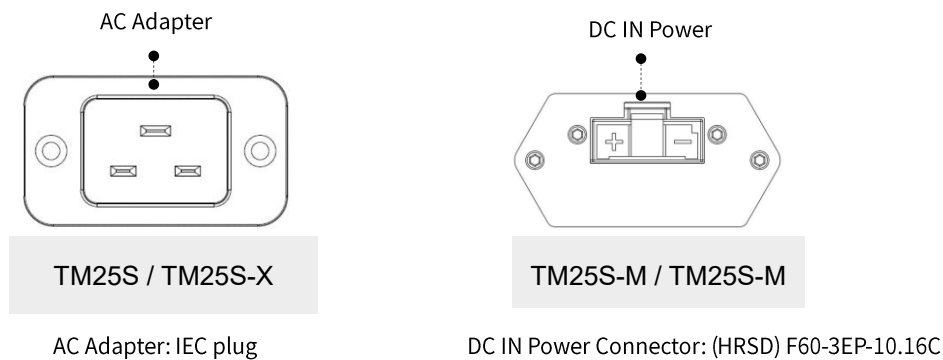 AC Adapter
DC IN Power
+ −
TM25S / TM25S-X
TM25S-M / TM25S-M
AC Adapter: IEC plug
DC IN Power Connector: (HRSD) F60-3EP-10.16C